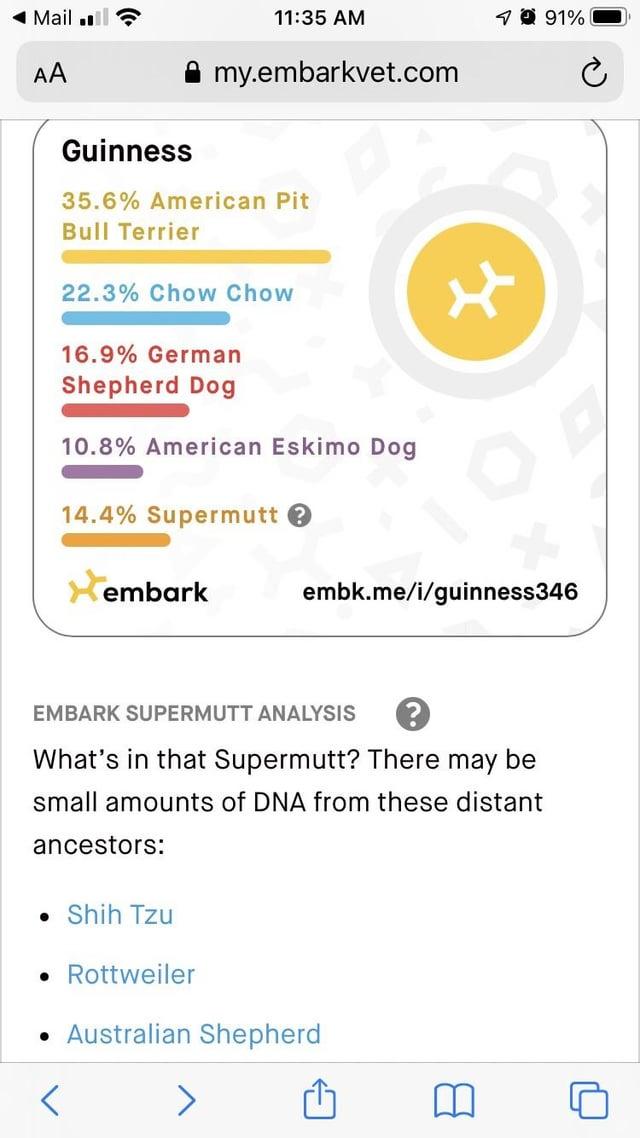 Mail
11:35 AM
91%
AA
my.embarkvet.com
Guinness
35.6% American Pit
Bull Terrier
22.3% Chow Chow
16.9% German
Shepherd Dog
10.8% American Eskimo Dog
14.4% Supermutt ?
embark
embk.me/i/guinness346
EMBARK SUPERMUTT ANALYSIS ?
What's in that Supermutt? There may be
small amounts of DNA from these distant
ancestors:
• Shih Tzu
• Rottweiler
• Australian Shepherd